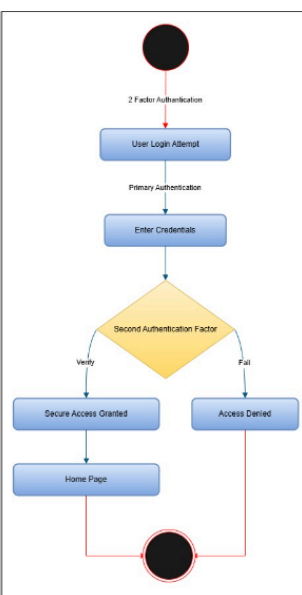 2 Factor Authantication
User Login Attempt
Primary Authentication
Enter Credentials
Second Authentication Factor
Verify
Fail
Secure Access Granted
Access Denied
Home Page